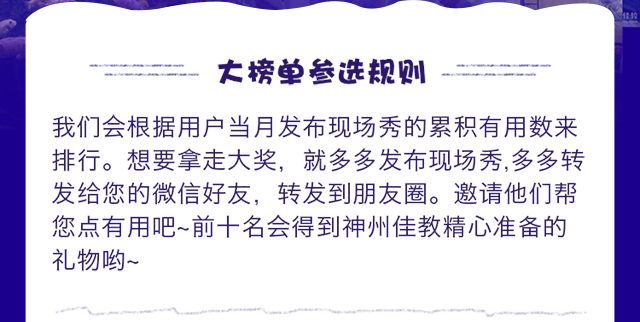 大榜单参选规则
我们会根据用户当月发布现场秀的累积有用数来
排行。想要拿走大奖，就多多发布现场秀,多多转
发给您的微信好友，转发到朋友圈。邀请他们帮
您点有用吧~前十名会得到神州佳教精心准备的
礼物哟~